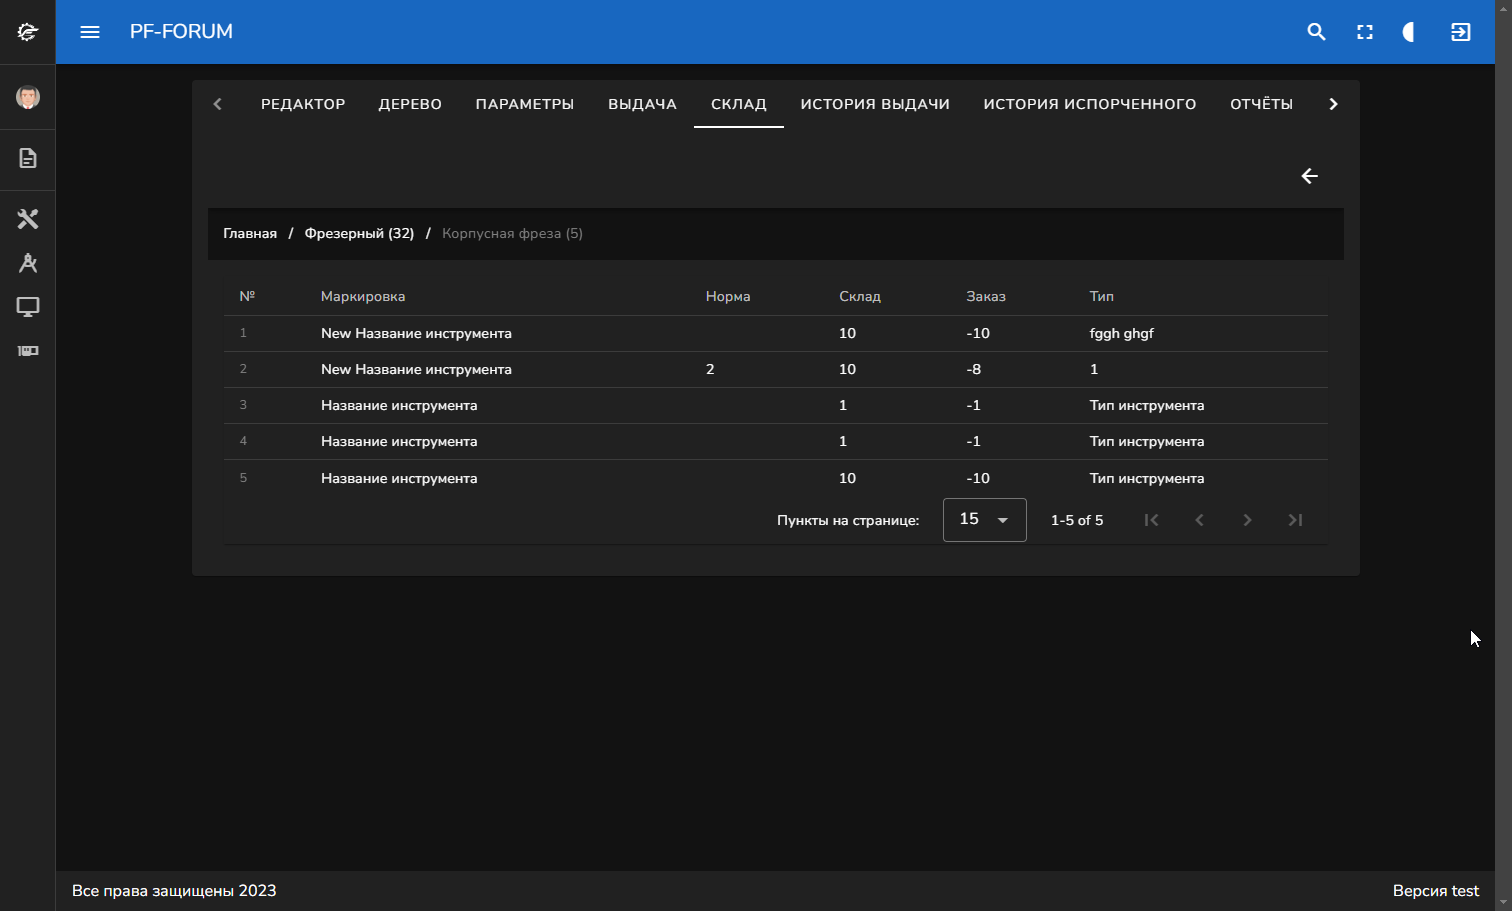 PF-FORUM
РЕДАКТОР ДЕРЕВО ПАРАМЕТРЫ ВЫДАЧА СКЛАД ИСТОРИЯ ВЫДАЧИ ИСТОРИЯ ИСПОРЧЕННОГО ОТЧЁТЫ
Главная / Фрезерный (32) / Корпусная фреза (5)
№ Маркировка Норма Склад Заказ Тип
1 New Название инструмента 10 -10 fggh ghgf
2 New Название инструмента 2 10 -8 1
3 Название инструмента 1 -1 Тип инструмента
4 Название инструмента 1 -1 Тип инструмента
5 Название инструмента 10 -10 Тип инструмента
Пункты на странице: 15 1-5 of 5
Все права защищены 2023 Версия test